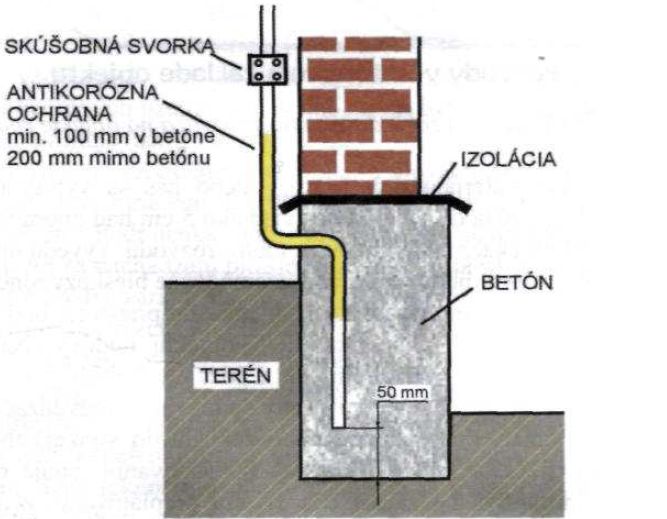 SKÚŠOBNÁ SVORKA
ANTIKORÓZNA
OCHRANA
min. 100 mm v betóne
200 mm mimo betónu
IZOLÁCIA
BETÓN
TERÉN
50 mm